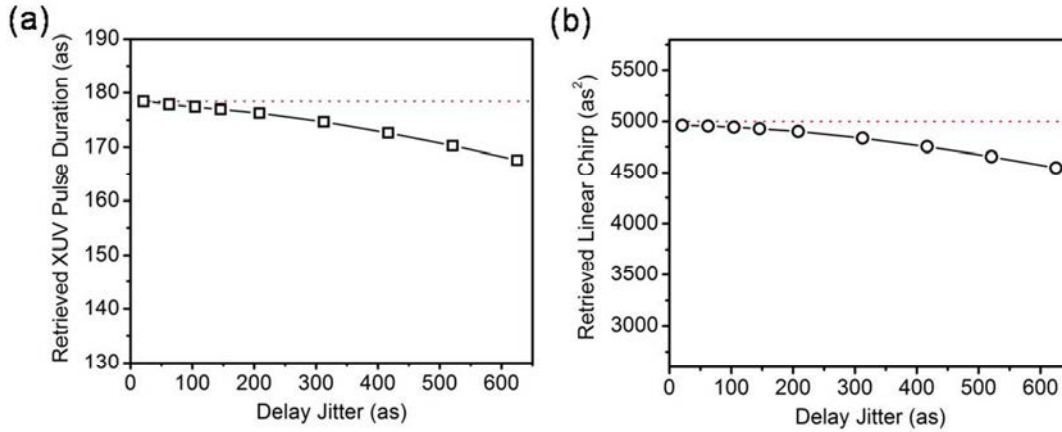 (a)
190
180
170
160
150
140
130
0 100 200 300 400 500 600
Retrieved XUV Pulse Duration (as)
Delay Jitter (as)
(b)
5500
5000
4500
4000
3500
3000
0 100 200 300 400 500 600
Retrieved Linear Chirp (as²)
Delay Jitter (as)